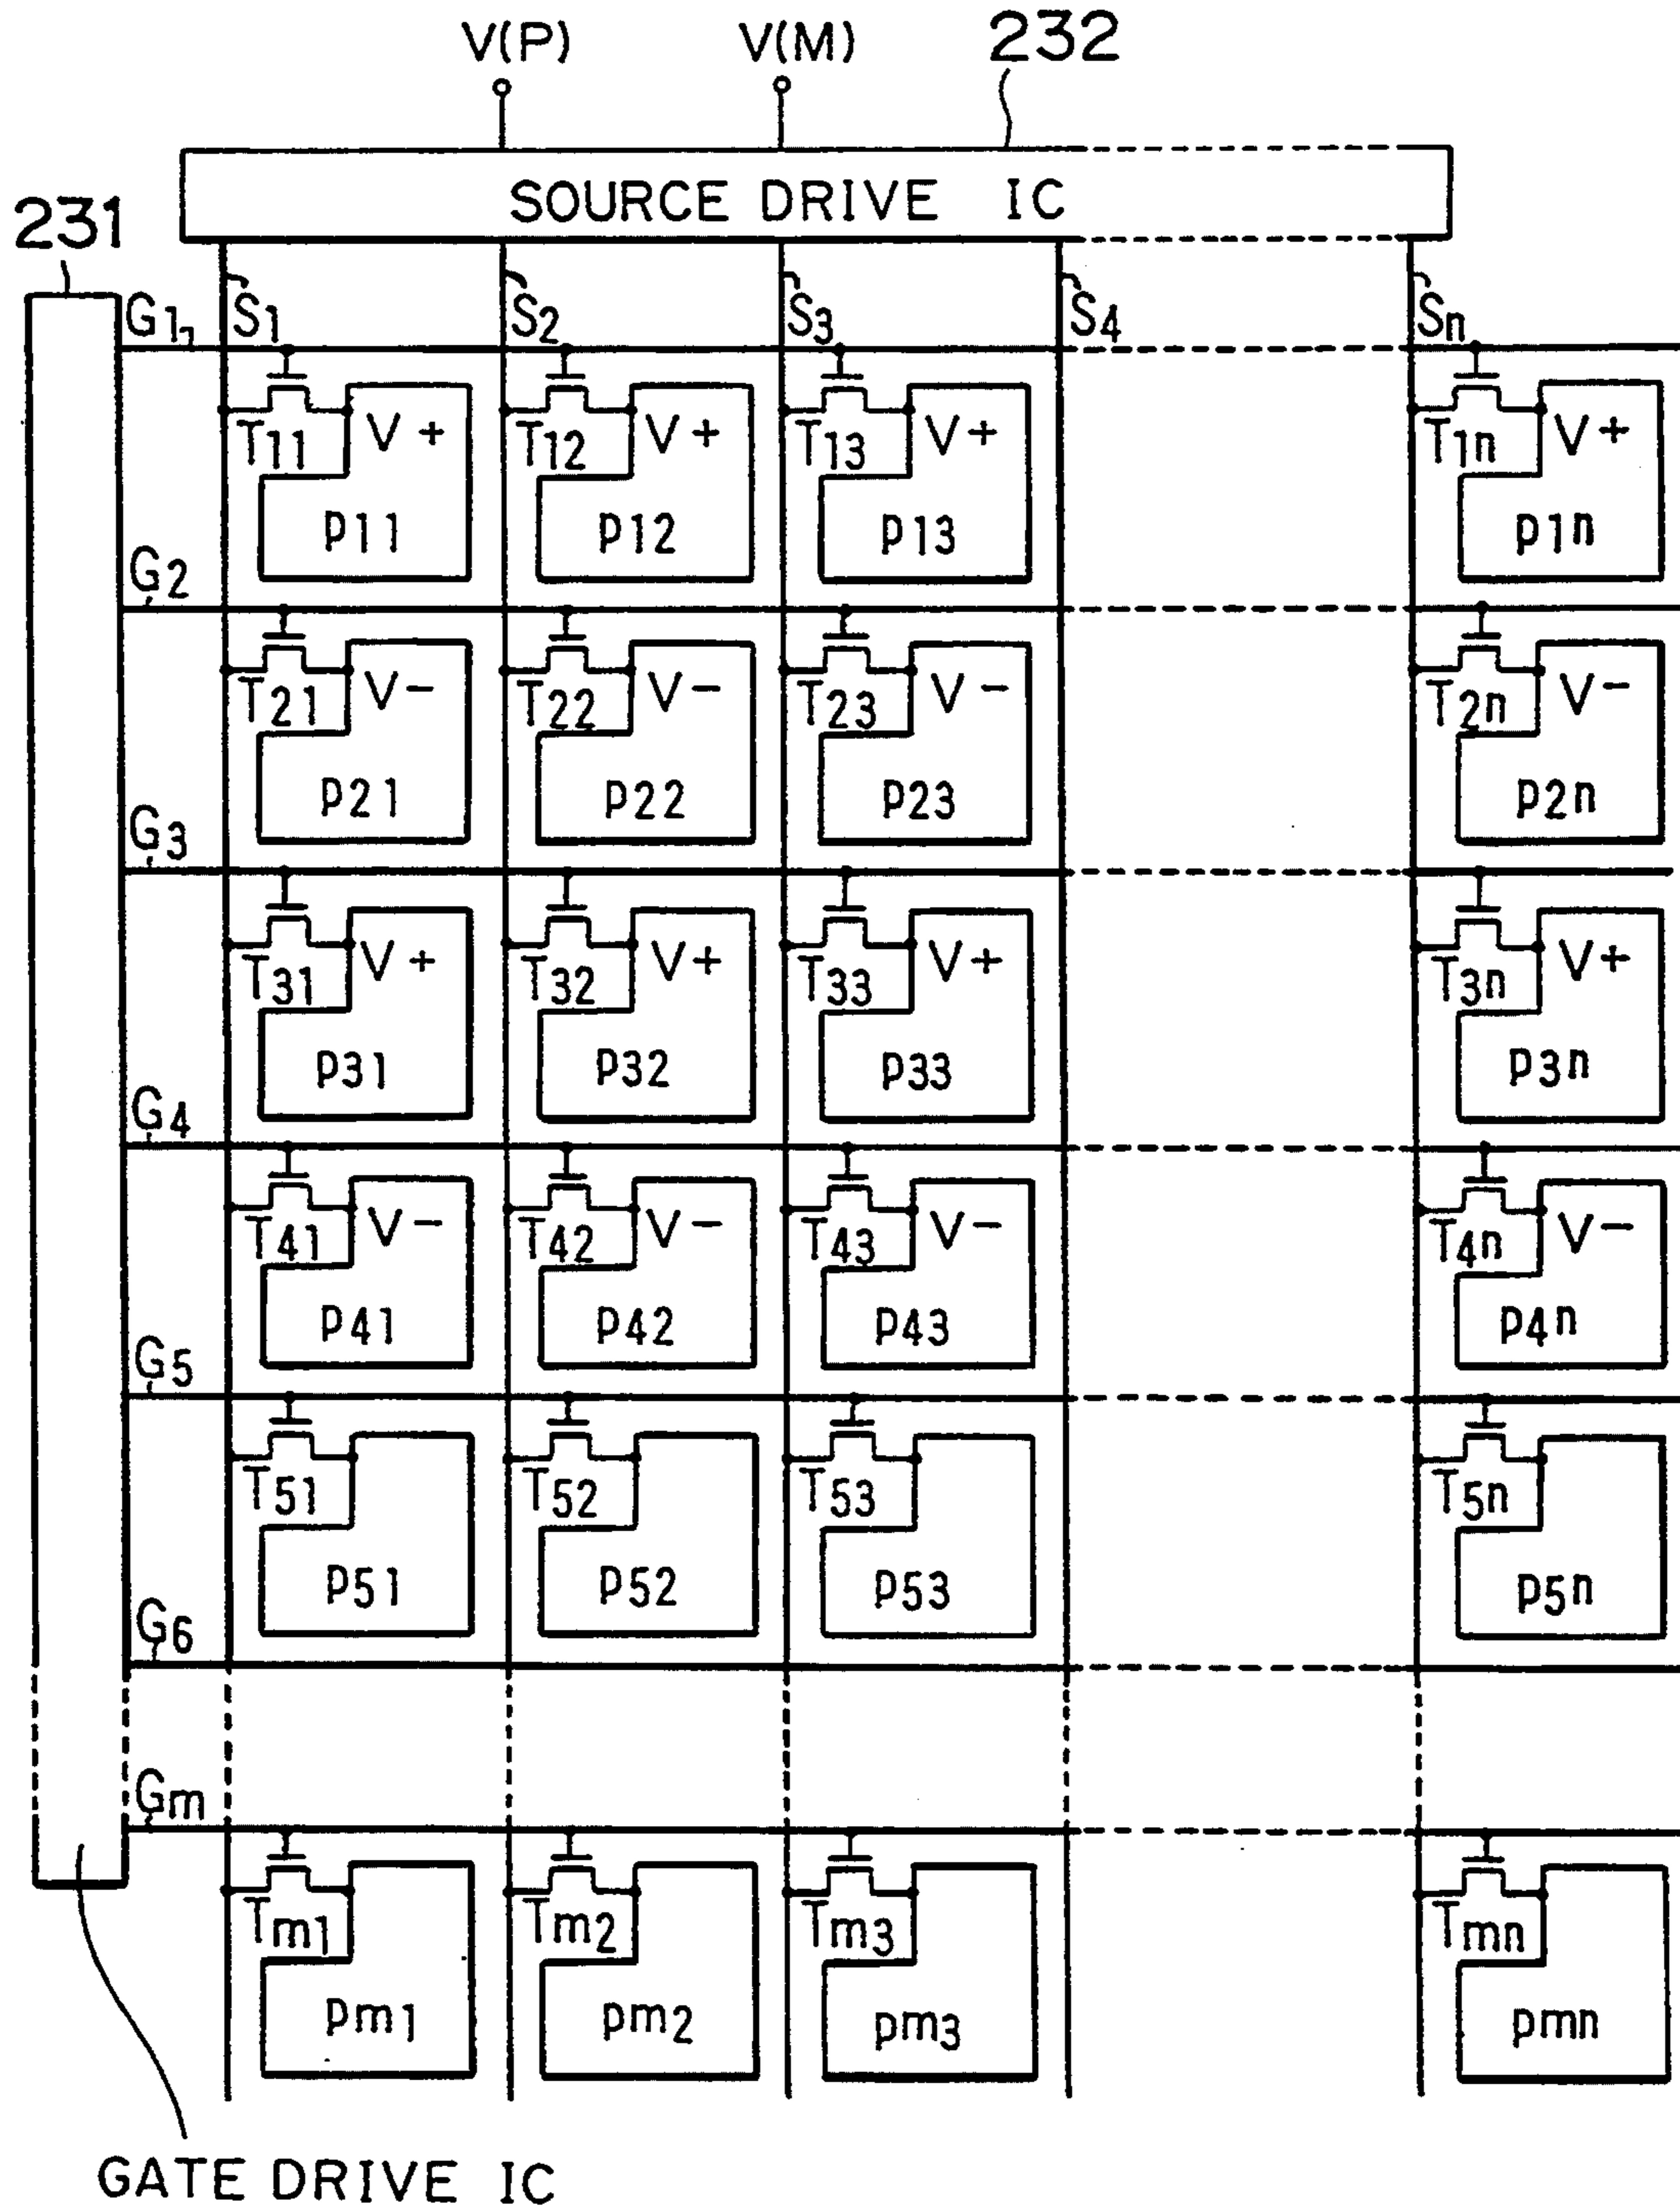 V(P) V(M) 232
SOURCE DRIVE IC
231
G1 S1 S2 S3 S4 Sn
T11 V+ T12 V+ T13 V+ T1n V+
P11 P12 P13 P1n
G2
T21 V- T22 V- T23 V- T2n V-
P21 P22 P23 P2n
G3
T31 V+ T32 V+ T33 V+ T3n V+
P31 P32 P33 P3n
G4
T41 V- T42 V- T43 V- T4n V-
P41 P42 P43 P4n
G5
T51 T52 T53 T5n
P51 P52 P53 P5n
G6
Gm
Tm1 Tm2 Tm3 Tmn
Pm1 Pm2 Pm3 Pmn
GATE DRIVE IC